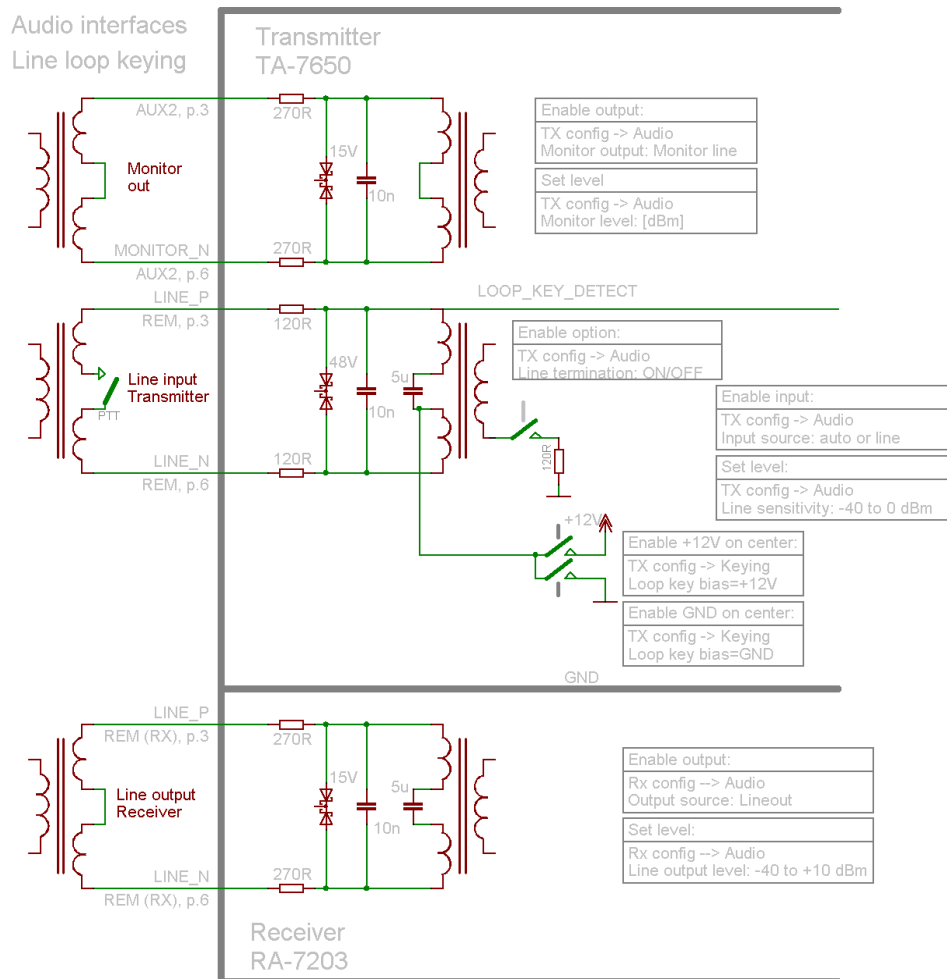 Audio interfaces
Line loop keying
Transmitter
TA-7650
AUX2, p.3
270R
15V
10n
Monitor
out
MONITOR_N
AUX2, p.6
270R
Enable output:
TX config -> Audio
Monitor output: Monitor line
Set level
TX config -> Audio
Monitor level: [dBm]
LINE_P
REM, p.3
120R
LOOP_KEY_DETECT
48V
5u
10n
Line input
Transmitter
PTT
LINE_N
REM, p.6
120R
Enable option:
TX config -> Audio
Line termination: ON/OFF
120R
Enable input:
TX config -> Audio
Input source: auto or line
Set level:
TX config -> Audio
Line sensitivity: -40 to 0 dBm
+12V
Enable +12V on center:
TX config -> Keying
Loop key bias=+12V
Enable GND on center:
TX config -> Keying
Loop key bias=GND
GND
LINE_P
REM (RX), p.3
270R
15V
5u
10n
Line output
Receiver
LINE_N
REM (RX), p.6
270R
Enable output:
Rx config --> Audio
Output source: Lineout
Set level:
Rx config --> Audio
Line output level: -40 to +10 dBm
Receiver
RA-7203